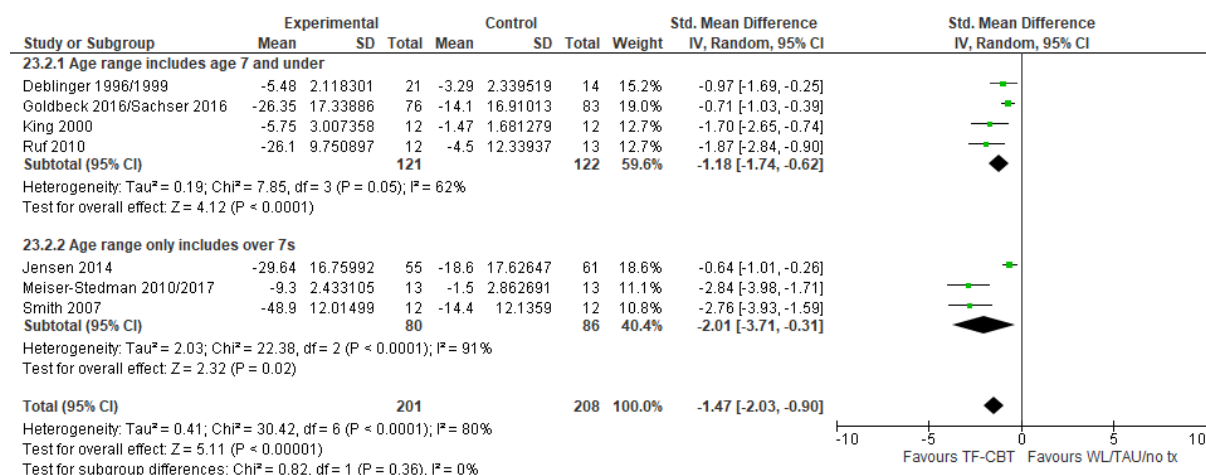 Experimental Control Std. Mean Difference Std. Mean Difference
Study or Subgroup Mean SD Total Mean SD Total Weight IV, Random, 95% CI IV, Random, 95% CI
23.2.1 Age range includes age 7 and under
Deblinger 1996/1999 -5.48 2.118301 21 -3.29 2.339519 14 15.2% -0.97 [-1.69, -0.25]
Goldbeck 2016/Sachser 2016 -26.35 17.33886 76 -14.1 16.91013 83 19.0% -0.71 [-1.03, -0.39]
King 2000 -5.75 3.007358 12 -1.47 1.681279 12 12.7% -1.70 [-2.65, -0.74]
Ruf 2010 -26.1 9.750897 12 -4.5 12.33937 13 12.7% -1.87 [-2.84, -0.90]
Subtotal (95% CI) 121 122 59.6% -1.18 [-1.74, -0.62]
Heterogeneity: Tau² = 0.19; Chi² = 7.85, df = 3 (P = 0.05); I² = 62%
Test for overall effect: Z = 4.12 (P < 0.0001)
23.2.2 Age range only includes over 7s
Jensen 2014 -29.64 16.75992 55 -18.6 17.62647 61 18.6% -0.64 [-1.01, -0.26]
Meiser-Stedman 2010/2017 -9.3 2.433105 13 -1.5 2.862691 13 11.1% -2.84 [-3.98, -1.71]
Smith 2007 -48.9 12.01499 12 -14.4 12.1359 12 10.8% -2.76 [-3.93, -1.59]
Subtotal (95% CI) 80 86 40.4% -2.01 [-3.71, -0.31]
Heterogeneity: Tau² = 2.03; Chi² = 22.38, df = 2 (P < 0.0001); I² = 91%
Test for overall effect: Z = 2.32 (P = 0.02)
Total (95% CI) 201 208 100.0% -1.47 [-2.03, -0.90]
Heterogeneity: Tau² = 0.41; Chi² = 30.42, df = 6 (P < 0.0001); I² = 80%
Test for overall effect: Z = 5.11 (P < 0.00001)
Test for subgroup differences: Chi² = 0.82, df = 1 (P = 0.36), I² = 0%
-10 -5 0 5 10
Favours TF-CBT Favours WL/TAU/no tx